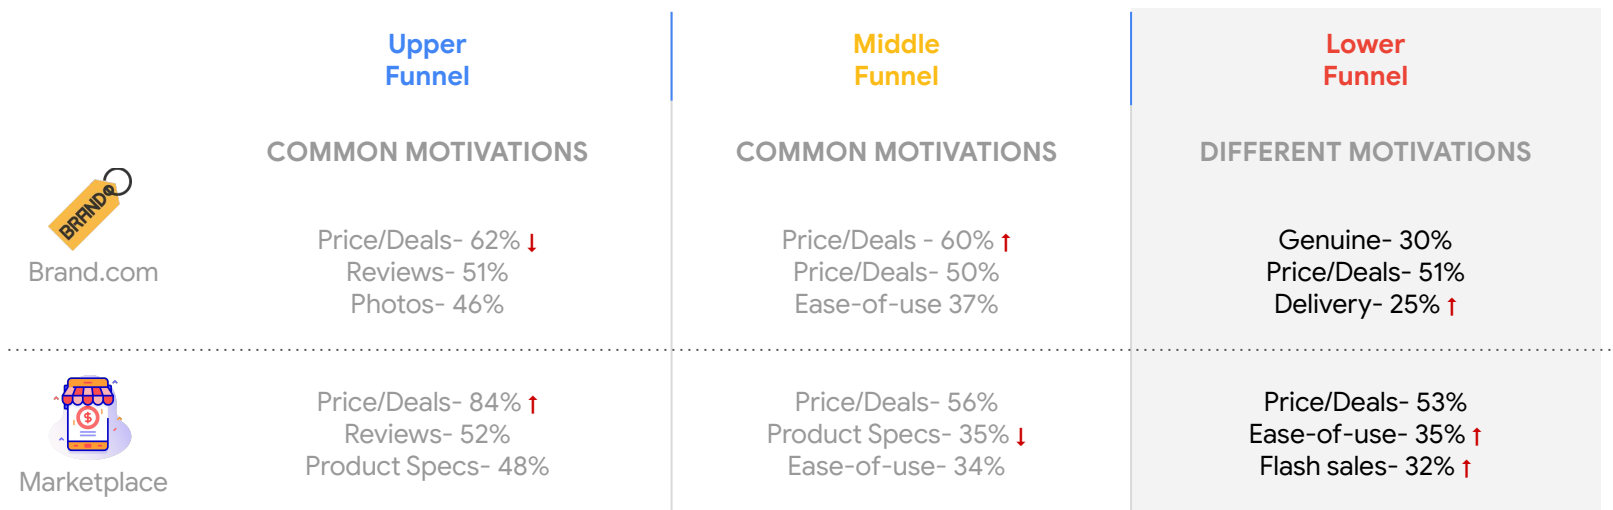 Upper
Funnel
Middle
Funnel
Lower
Funnel
COMMON MOTIVATIONS
COMMON MOTIVATIONS
DIFFERENT MOTIVATIONS
BRAND
Brand.com
Price/Deals- 62% ↓
Reviews- 51%
Photos- 46%
Price/Deals - 60% ↑
Price/Deals- 50%
Ease-of-use 37%
Genuine- 30%
Price/Deals- 51%
Delivery- 25% ↑
$
Marketplace
Price/Deals- 84% ↑
Reviews- 52%
Product Specs- 48%
Price/Deals- 56%
Product Specs- 35% ↓
Ease-of-use- 34%
Price/Deals- 53%
Ease-of-use- 35% ↑
Flash sales- 32% ↑